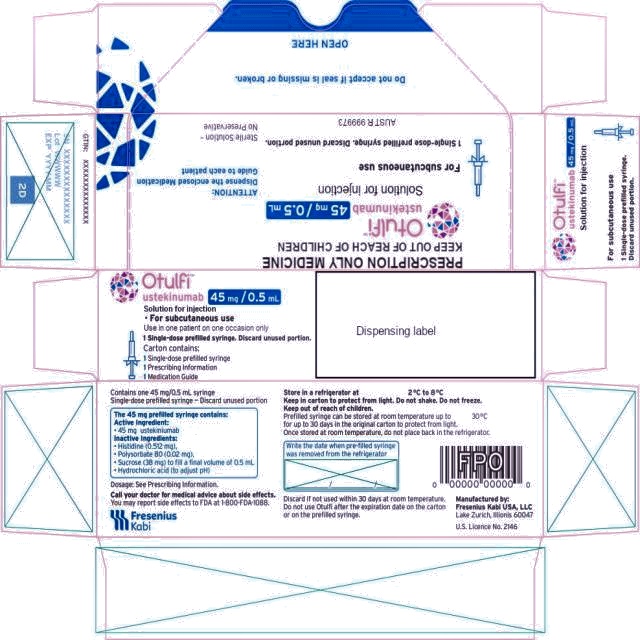 OPEN HERE
Do not accept if seal is missing or broken.
AUST R 999973
1 Single-dose prefilled syringe. Discard unused portion.
Sterile Solution -
No Preservative
For subcutaneous use
Solution for injection
ATTENTION:
Dispense the enclosed Medication
Guide to each patient
45 mg / 0.5 mL
ustekinumab
Otulfi™
KEEP OUT OF REACH OF CHILDREN
PRESCRIPTION ONLY MEDICINE
GTIN: XXXXXXXXXXXXXX
EXP: YYYY-MMM
2D
Otulfi™
ustekinumab 45 mg / 0.5 mL
Solution for injection
For subcutaneous use
1 Single-dose prefilled syringe.
Discard unused portion.
Otulfi™
ustekinumab 45 mg / 0.5 mL
Solution for injection
• For subcutaneous use
Use in one patient on one occasion only
1 Single-dose prefilled syringe. Discard unused portion.
Carton contains:
1 Single-dose prefilled syringe
1 Prescribing Information
1 Medication Guide
Dispensing label
Contains one 45 mg/0.5 mL syringe
Single-dose prefilled syringe – Discard unused portion
The 45 mg prefilled syringe contains:
Active Ingredient:
• 45 mg ustekinumab
Inactive Ingredients:
• Histidine (0.512 mg),
• Polysorbate 80 (0.02 mg),
• Sucrose (38 mg) to fill a final volume of 0.5 mL
• Hydrochloric acid (to adjust pH)
Dosage: See Prescribing Information.
Call your doctor for medical advice about side effects.
You may report side effects to FDA at 1-800-FDA-1088.
Fresenius
Kabi
Store in a refrigerator at 2°C to 8°C
Keep in carton to protect from light. Do not shake. Do not freeze.
Keep out of reach of children.
Prefilled syringe can be stored at room temperature up to 30°C
for up to 30 days in the original carton to protect from light.
Once stored at room temperature, do not place back in the refrigerator.
Write the date when pre-filled syringe
was removed from the refrigerator
/ /
Discard if not used within 30 days at room temperature.
Do not use Otulfi after the expiration date on the carton
or on the prefilled syringe.
FPO
0 00000 00000 0
Manufactured by:
Fresenius Kabi USA, LLC
Lake Zurich, Illionis 60047
U.S. Licence No. 2146